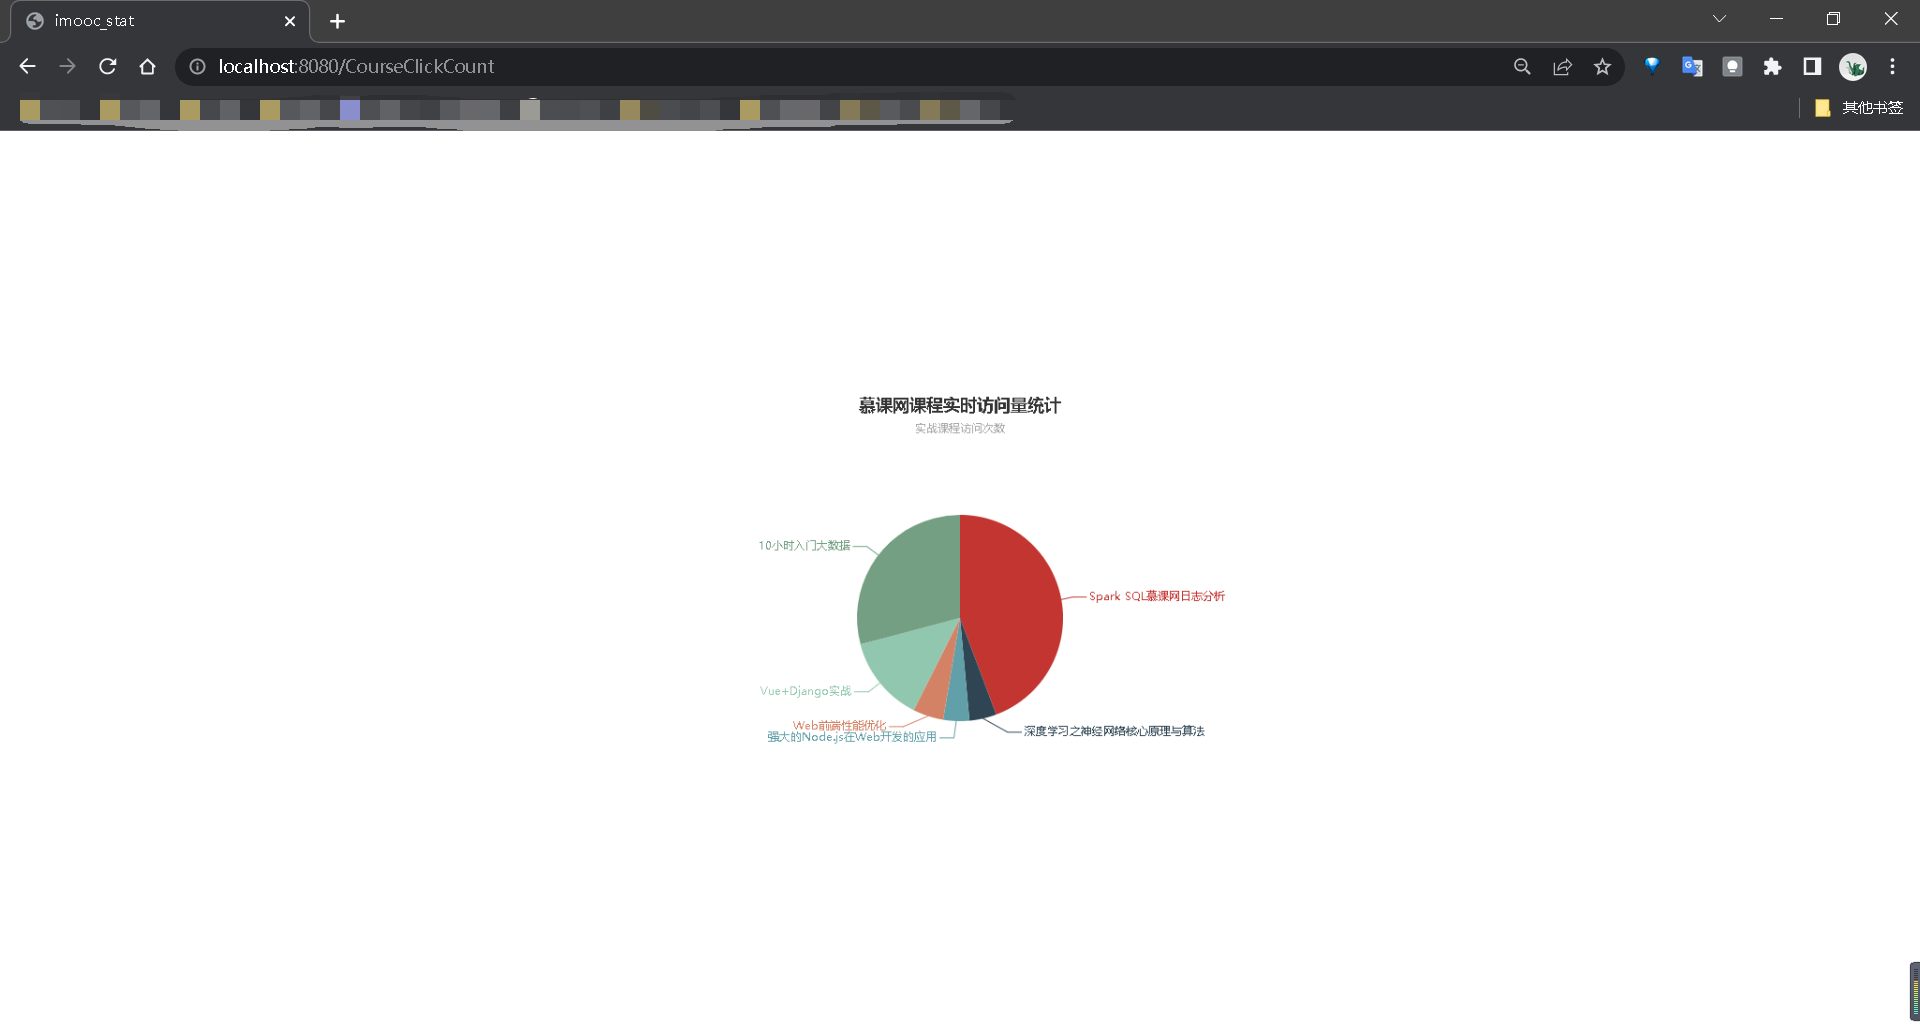 imooc_stat
localhost:8080/CourseClickCount
其他书签
慕课网课程实时访问量统计
实战课程访问次数
10小时入门大数据
Spark SQL慕课网日志分析
Vue+Django实战
Web前端性能优化
深度学习之神经网络核心原理与算法
强大的Node.js在Web开发的应用